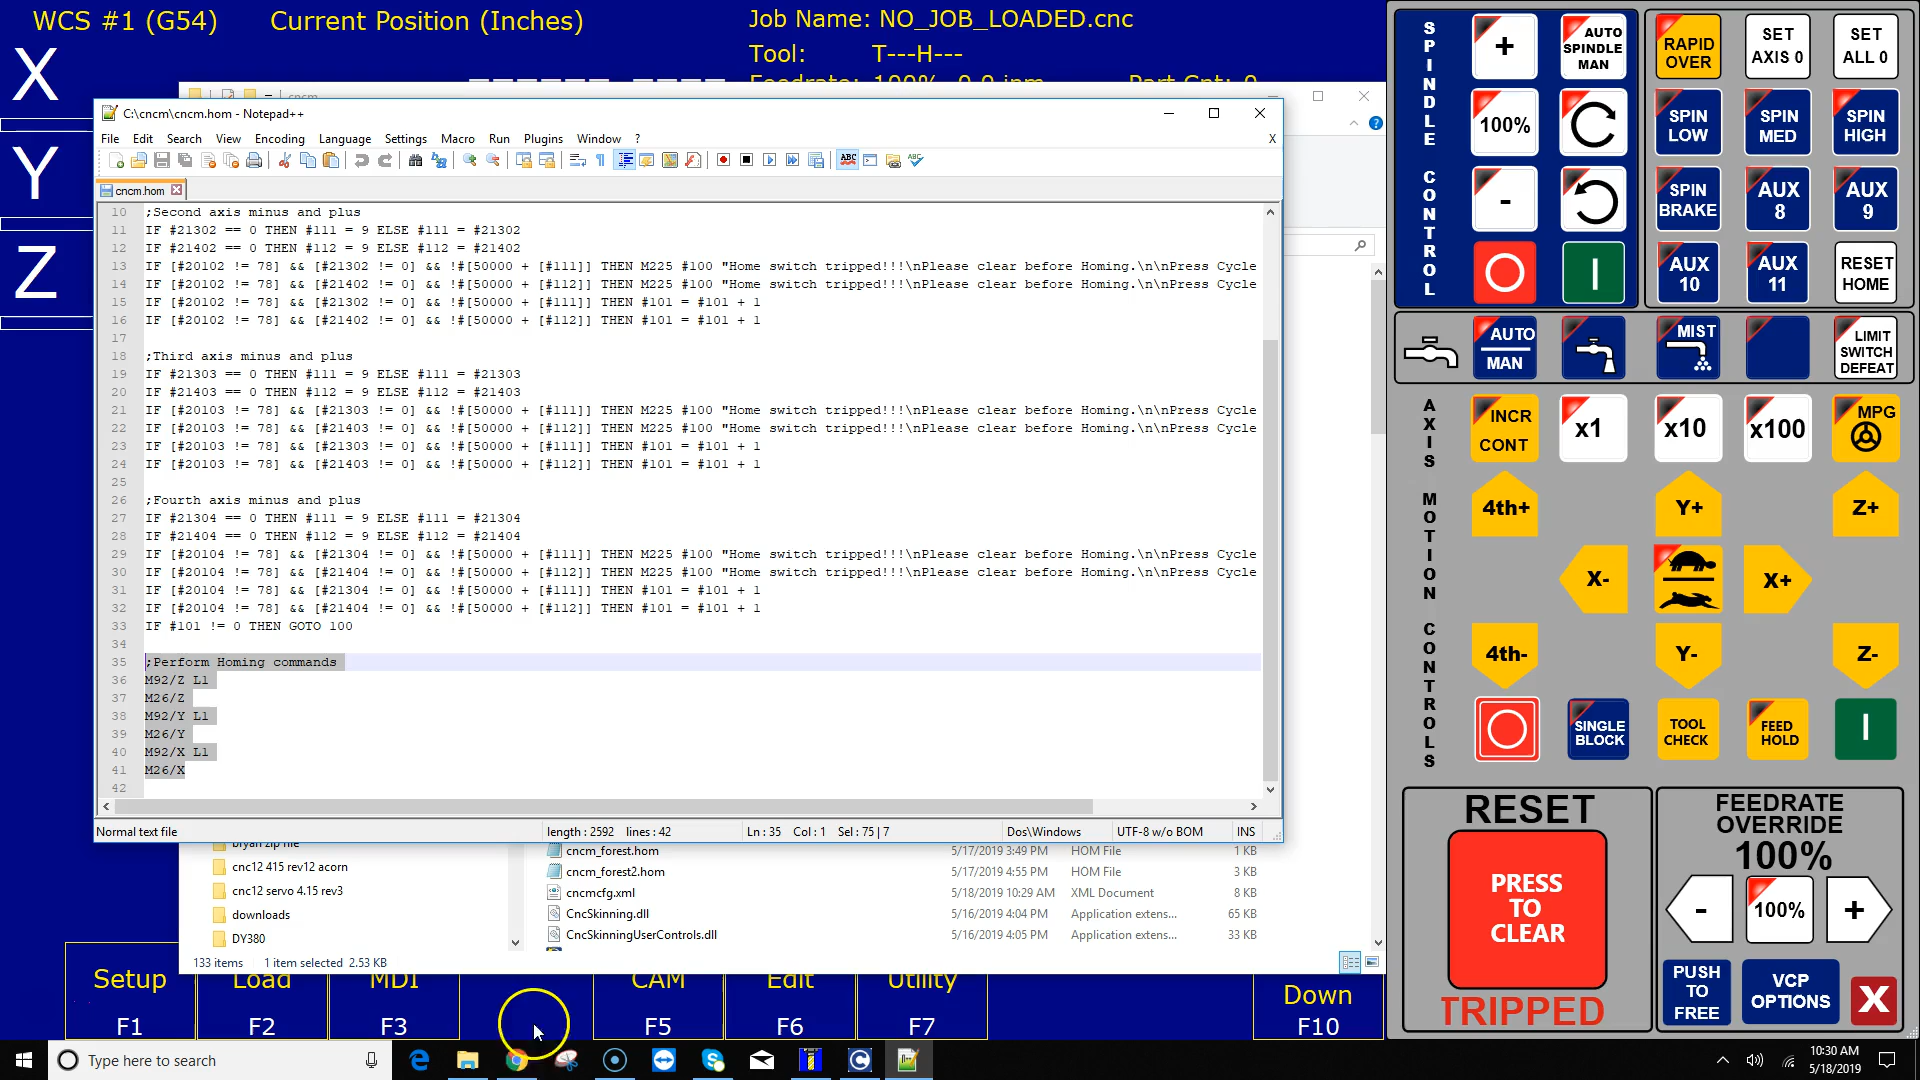 WCS #1 (G54)
Current Position (Inches)
Job Name: NO_JOB_LOADED.cnc
Tool: T---H---
Feedrate: 100% 0.0 ipm Part Cnt: 0
X
Y
Z
cncm
C:\cncm\cncm.hom - Notepad++
File Edit Search View Encoding Language Settings Macro Run Plugins Window ? X
cncm.hom
10 ;Second axis minus and plus
11 IF #21302 == 0 THEN #111 = 9 ELSE #111 = #21302
12 IF #21402 == 0 THEN #112 = 9 ELSE #112 = #21402
13 IF [#20102 != 78] && [#21302 != 0] && !#[50000 + [#111]] THEN M225 #100 "Home switch tripped!!!\nPlease clear before Homing.\n\nPress Cycle
14 IF [#20102 != 78] && [#21402 != 0] && !#[50000 + [#112]] THEN M225 #100 "Home switch tripped!!!\nPlease clear before Homing.\n\nPress Cycle
15 IF [#20102 != 78] && [#21302 != 0] && !#[50000 + [#111]] THEN #101 = #101 + 1
16 IF [#20102 != 78] && [#21402 != 0] && !#[50000 + [#112]] THEN #101 = #101 + 1
17
18 ;Third axis minus and plus
19 IF #21303 == 0 THEN #111 = 9 ELSE #111 = #21303
20 IF #21403 == 0 THEN #112 = 9 ELSE #112 = #21403
21 IF [#20103 != 78] && [#21303 != 0] && !#[50000 + [#111]] THEN M225 #100 "Home switch tripped!!!\nPlease clear before Homing.\n\nPress Cycle
22 IF [#20103 != 78] && [#21403 != 0] && !#[50000 + [#112]] THEN M225 #100 "Home switch tripped!!!\nPlease clear before Homing.\n\nPress Cycle
23 IF [#20103 != 78] && [#21303 != 0] && !#[50000 + [#111]] THEN #101 = #101 + 1
24 IF [#20103 != 78] && [#21403 != 0] && !#[50000 + [#112]] THEN #101 = #101 + 1
25
26 ;Fourth axis minus and plus
27 IF #21304 == 0 THEN #111 = 9 ELSE #111 = #21304
28 IF #21404 == 0 THEN #112 = 9 ELSE #112 = #21404
29 IF [#20104 != 78] && [#21304 != 0] && !#[50000 + [#111]] THEN M225 #100 "Home switch tripped!!!\nPlease clear before Homing.\n\nPress Cycle
30 IF [#20104 != 78] && [#21404 != 0] && !#[50000 + [#112]] THEN M225 #100 "Home switch tripped!!!\nPlease clear before Homing.\n\nPress Cycle
31 IF [#20104 != 78] && [#21304 != 0] && !#[50000 + [#111]] THEN #101 = #101 + 1
32 IF [#20104 != 78] && [#21404 != 0] && !#[50000 + [#112]] THEN #101 = #101 + 1
33 IF #101 != 0 THEN GOTO 100
34
35 ;Perform Homing commands
36 M92/Z L1
37 M26/Z
38 M92/Y L1
39 M26/Y
40 M92/X L1
41 M26/X
42
Normal text file length : 2592 lines : 42 Ln : 35 Col : 1 Sel : 75 | 7 Dos\Windows UTF-8 w/o BOM INS
bryan zip file
cnc12 415 rev12 acorn
cnc12 servo 4.15 rev3
downloads
DY380
cncm_forest.hom 5/17/2019 3:49 PM HOM File 1 KB
cncm_forest2.hom 5/17/2019 4:55 PM HOM File 3 KB
cncmcfg.xml 5/18/2019 10:29 AM XML Document 8 KB
CncSkinning.dll 5/16/2019 4:04 PM Application extens... 65 KB
CncSkinningUserControls.dll 5/16/2019 4:05 PM Application extens... 33 KB
133 items 1 item selected 2.53 KB
Setup F1
Load F2
MDI F3
CAM F5
Edit F6
Utility F7
Down F10
Type here to search
10:30 AM
5/18/2019
SPINDLE CONTROL
+
AUTO SPINDLE MAN
100%
-
RAPID OVER
SET AXIS 0
SET ALL 0
SPIN LOW
SPIN MED
SPIN HIGH
SPIN BRAKE
AUX 8
AUX 9
AUX 10
AUX 11
RESET HOME
AUTO MAN
MIST
LIMIT SWITCH DEFEAT
AXIS MOTION CONTROLS
INCR CONT
x1
x10
x100
MPG
4th+
Y+
Z+
X-
X+
4th-
Y-
Z-
SINGLE BLOCK
TOOL CHECK
FEED HOLD
RESET
PRESS TO CLEAR
TRIPPED
FEEDRATE OVERRIDE
100%
-
100%
+
PUSH TO FREE
VCP OPTIONS
X